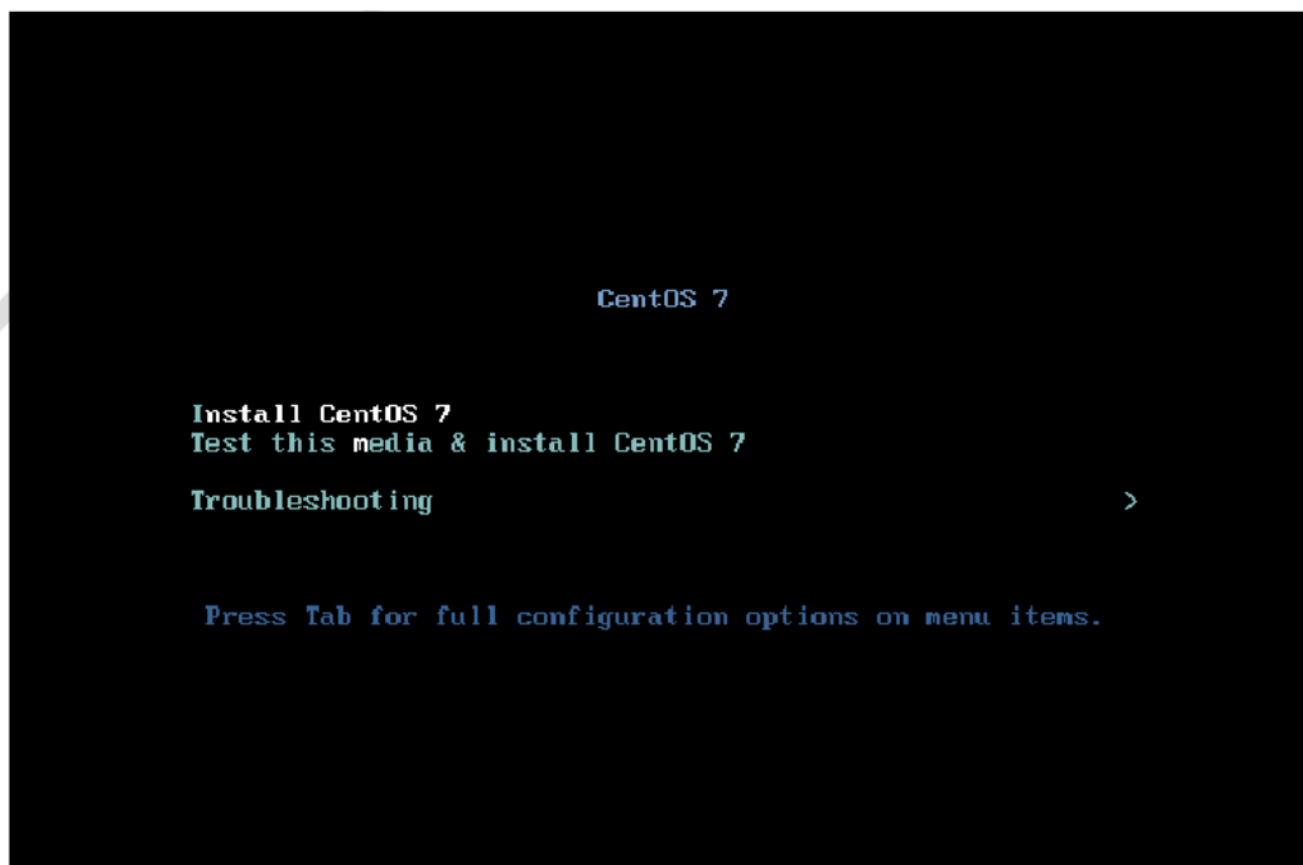 CentOS 7
Install CentOS 7
Test this media & install CentOS 7
Troubleshooting >
Press Tab for full configuration options on menu items.